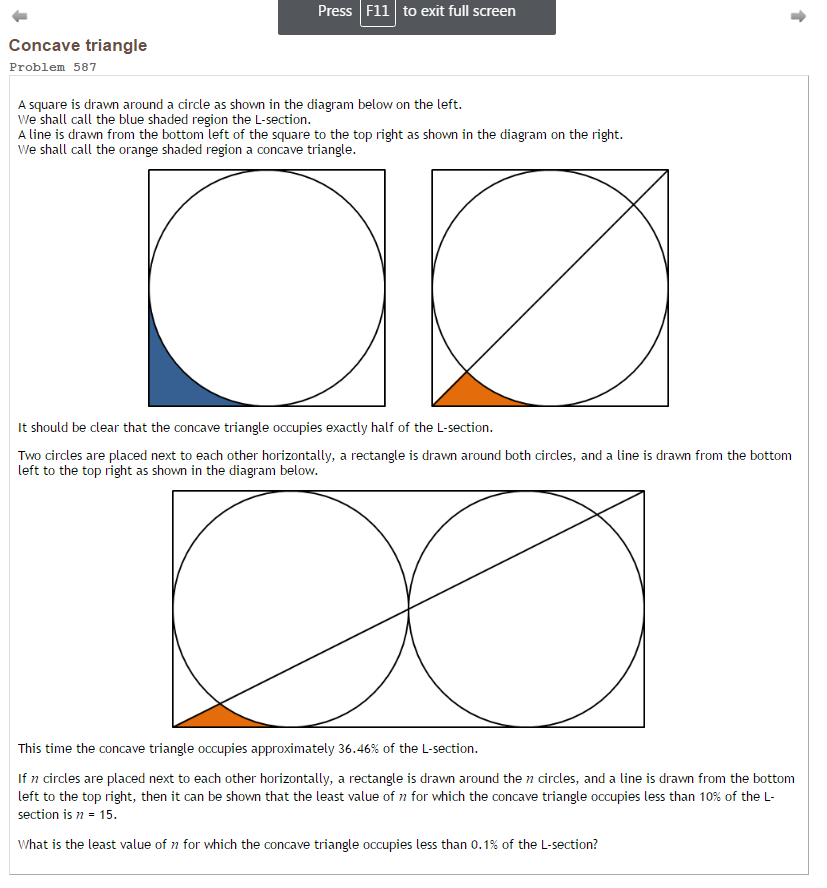 Press F11 to exit full screen
Concave triangle
Problem 587
A square is drawn around a circle as shown in the diagram below on the left.
We shall call the blue shaded region the L-section.
A line is drawn from the bottom left of the square to the top right as shown in the diagram on the right.
We shall call the orange shaded region a concave triangle.
It should be clear that the concave triangle occupies exactly half of the L-section.
Two circles are placed next to each other horizontally, a rectangle is drawn around both circles, and a line is drawn from the bottom
left to the top right as shown in the diagram below.
This time the concave triangle occupies approximately 36.46% of the L-section.
If n circles are placed next to each other horizontally, a rectangle is drawn around the n circles, and a line is drawn from the bottom
left to the top right, then it can be shown that the least value of n for which the concave triangle occupies less than 10% of the L-
section is n = 15.
What is the least value of n for which the concave triangle occupies less than 0.1% of the L-section?